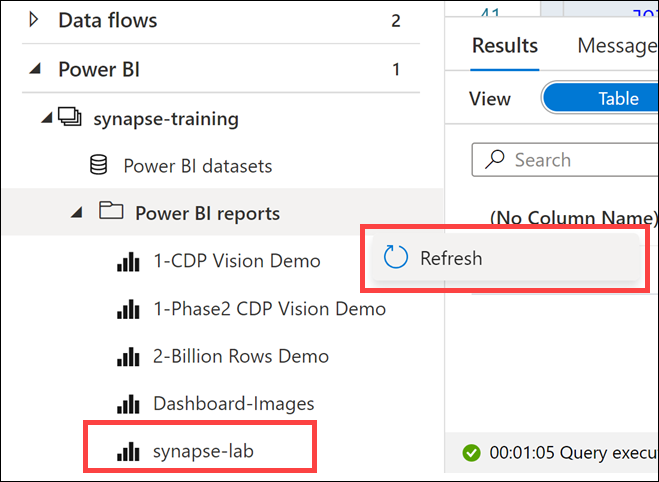 Data flows 2
Power BI 1
synapse-training
Power BI datasets
Power BI reports
1-CDP Vision Demo
1-Phase2 CDP Vision Demo
2-Billion Rows Demo
Dashboard-Images
synapse-lab
41
Results Message
View Table
Search
(No Column Name)
Refresh
00:01:05 Query execu